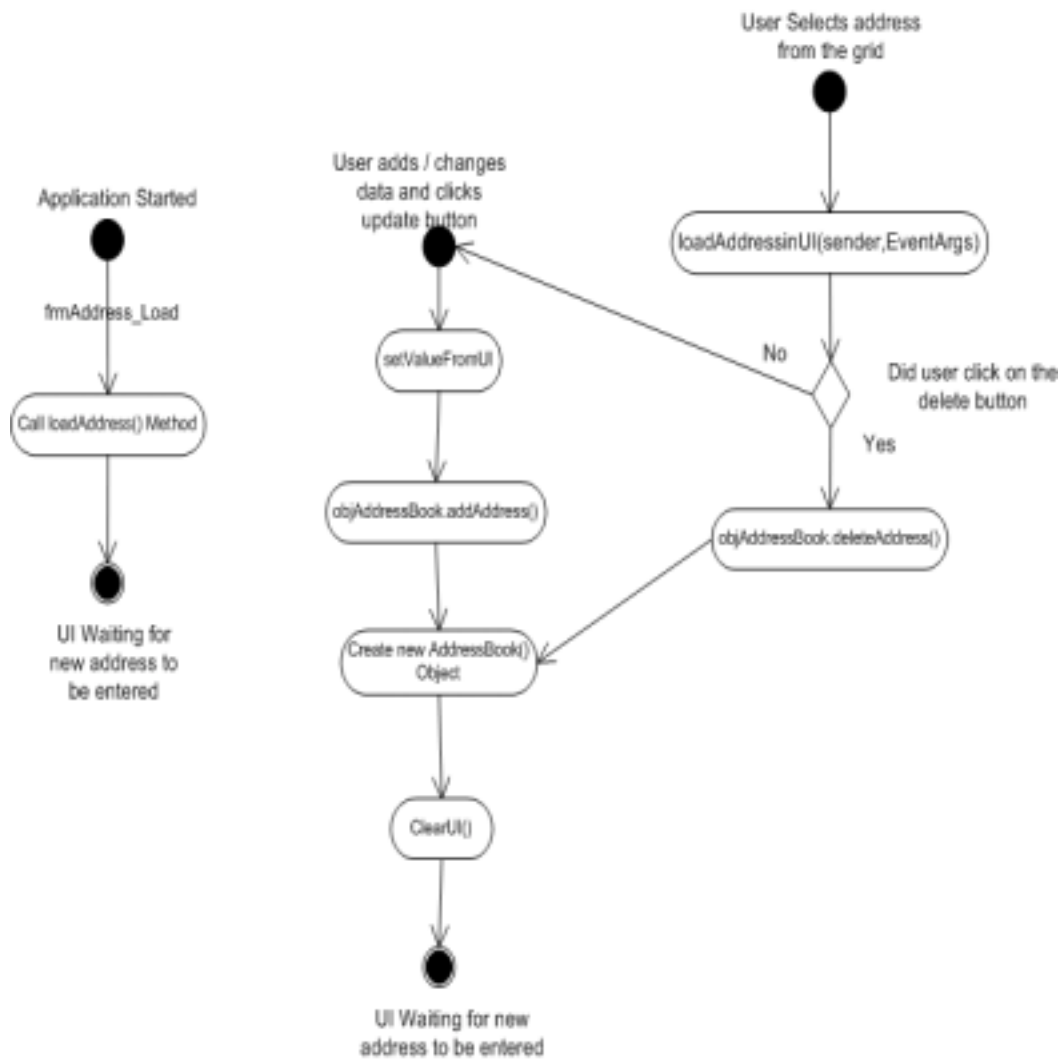 User Selects address
from the grid
User adds / changes
data and clicks
update button
Application Started
loadAddressinUI(sender,EventArgs)
frmAddress_Load
setValueFromUI
No
Did user click on the
delete button
Call loadAddress() Method
Yes
objAddressBook.addAddress()
objAddressBook.deleteAddress()
UI Waiting for
new address to
be entered
Create new AddressBook()
Object
ClearUI()
UI Waiting for new
address to be entered